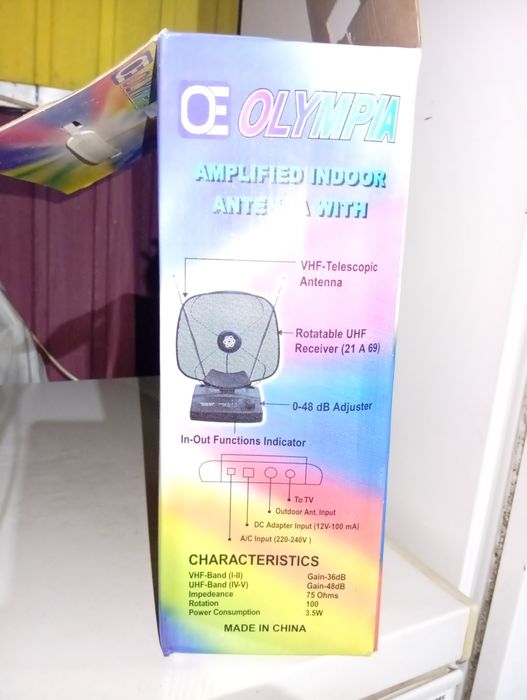 OE OLYMPIA
AMPLIFIED INDOOR
ANTENNA WITH
VHF-Telescopic
Antenna
Rotatable UHF
Receiver (21 A 69)
0-48 dB Adjuster
In-Out Functions Indicator
To TV
Outdoor Ant. Input
DC Adapter Input (12V-100 mA)
A/C Input (220-240V )
CHARACTERISTICS
VHF-Band (I-II) Gain-36dB
UHF-Band (IV-V) Gain-48dB
Impedeance 75 Ohms
Rotation 100
Power Consumption 3.5W
MADE IN CHINA